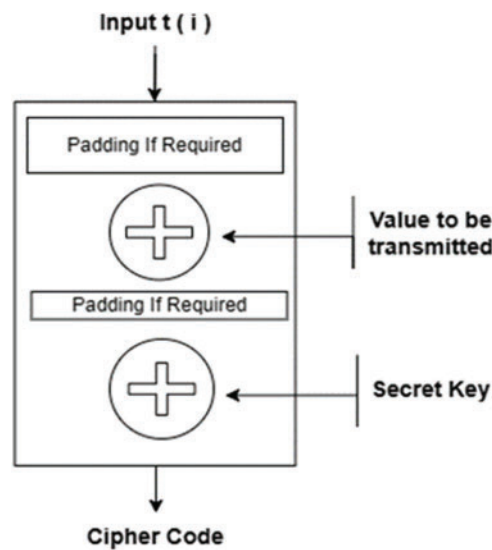 Input t ( i )
Padding If Required
Value to be
transmitted
Padding If Required
Secret Key
Cipher Code